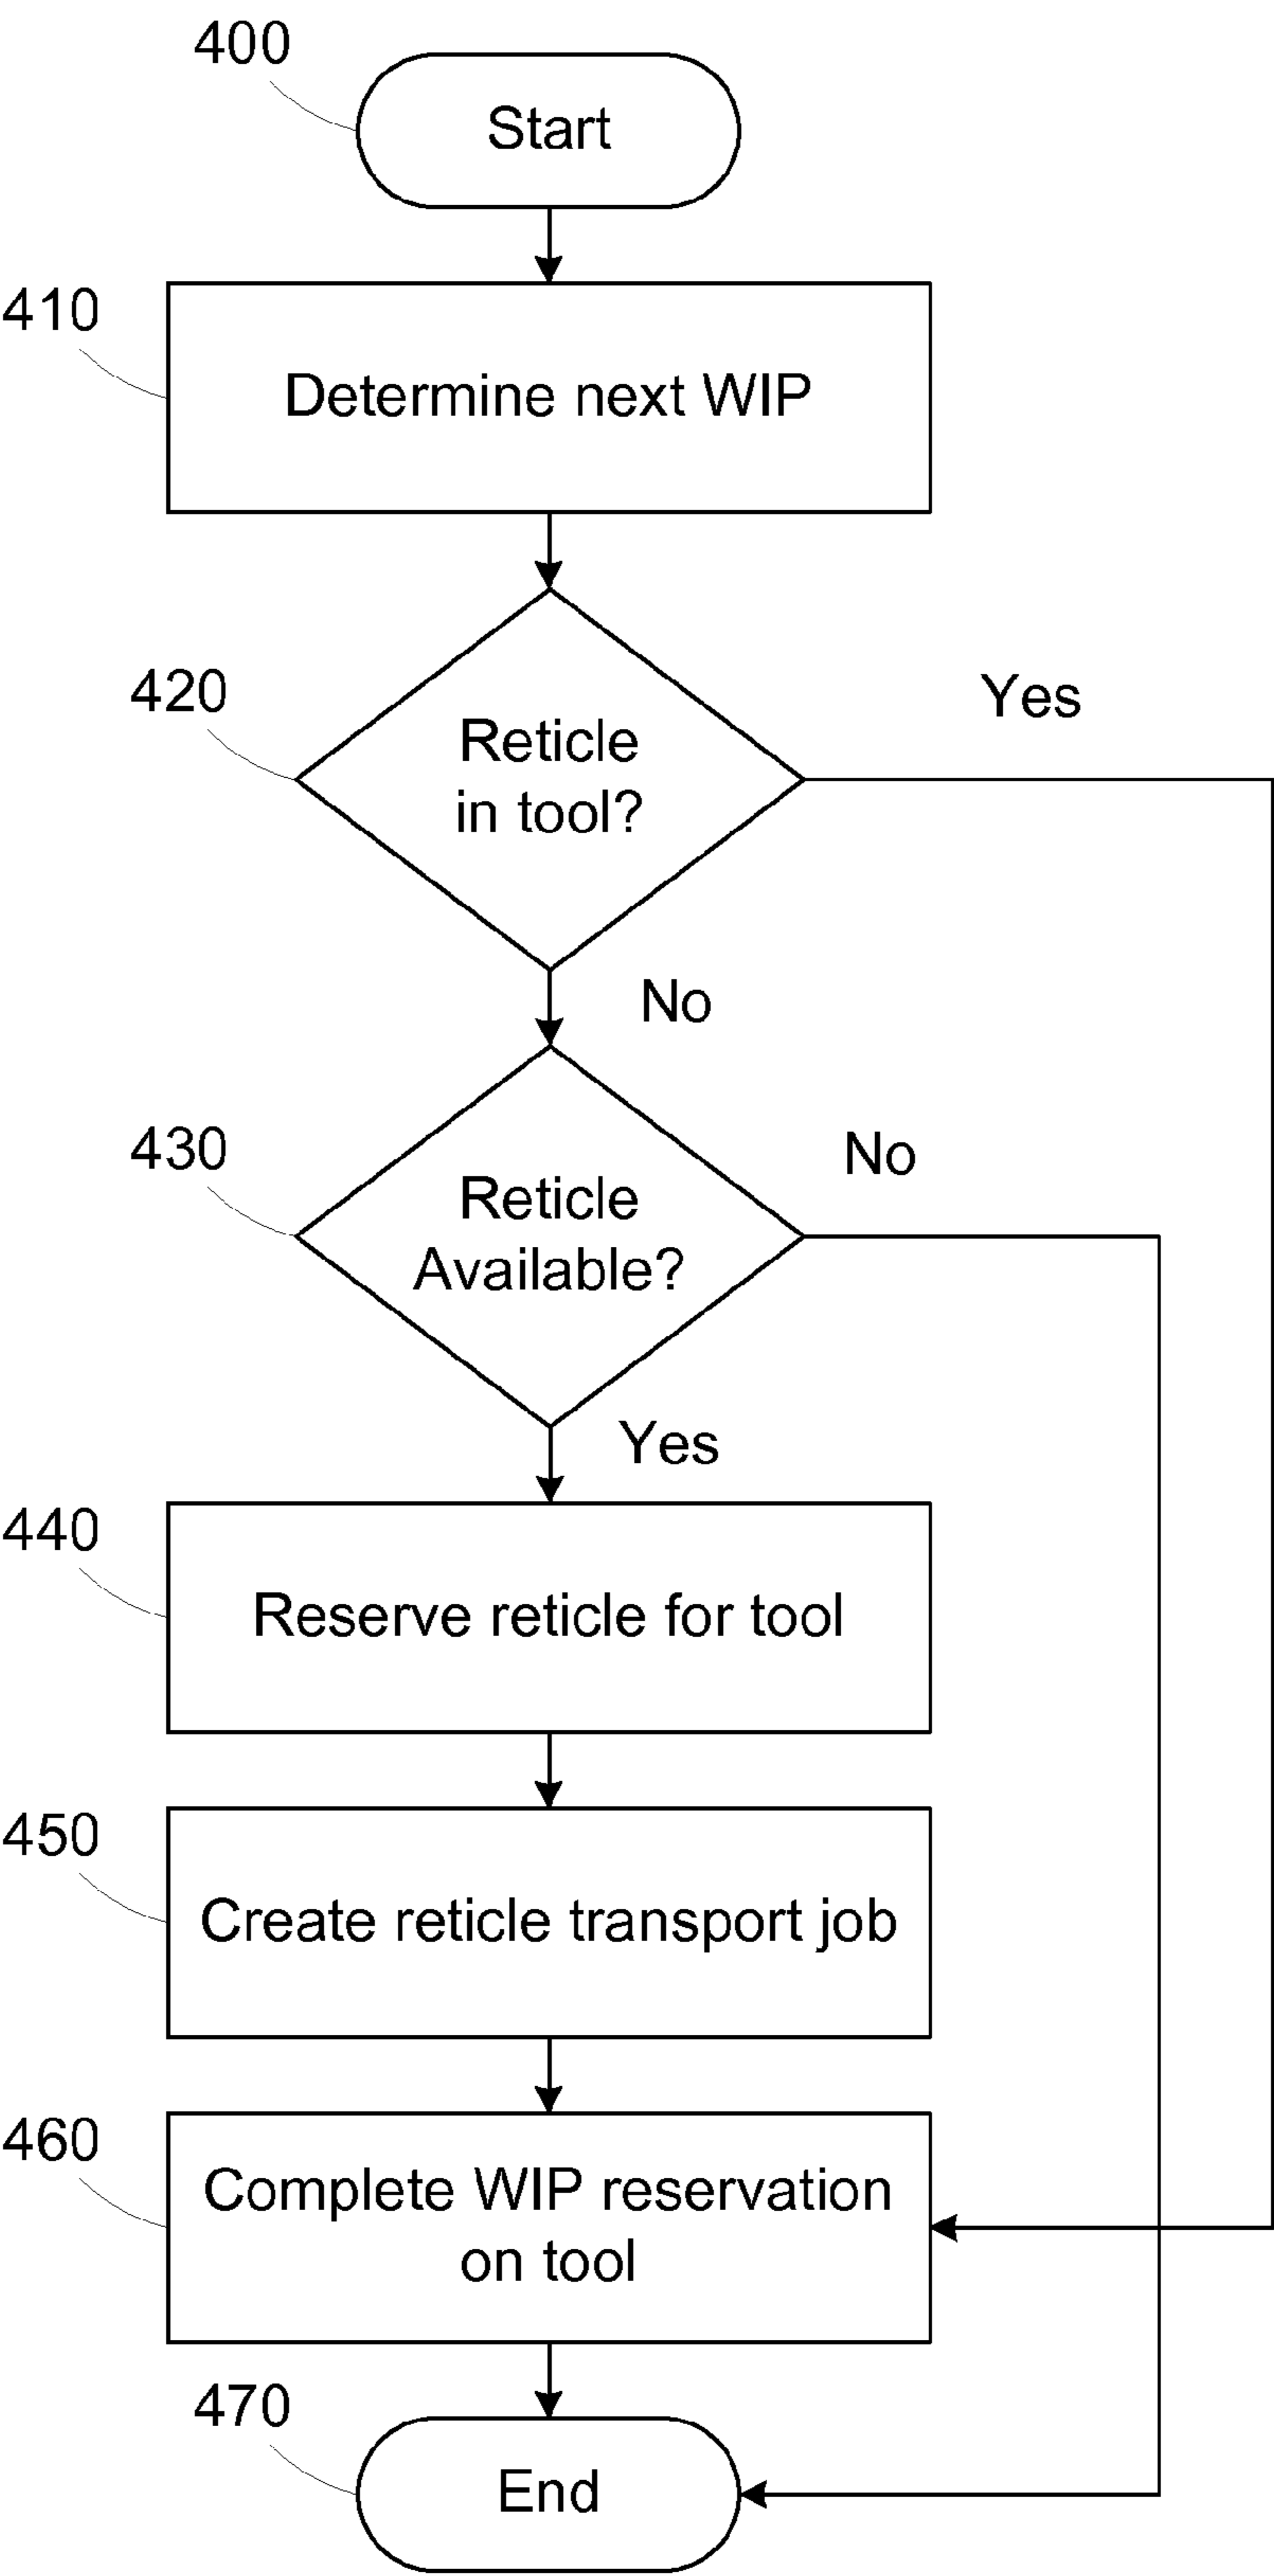 400
Start
410
Determine next WIP
420
Reticle
in tool?
Yes
No
430
Reticle
Available?
No
Yes
440
Reserve reticle for tool
450
Create reticle transport job
460
Complete WIP reservation
on tool
470
End